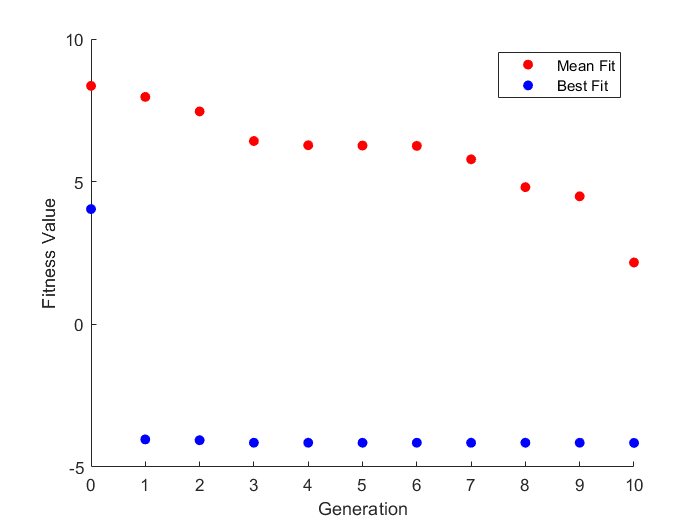 10
5
0
-5
Fitness Value
Mean Fit
Best Fit
0 1 2 3 4 5 6 7 8 9 10
Generation